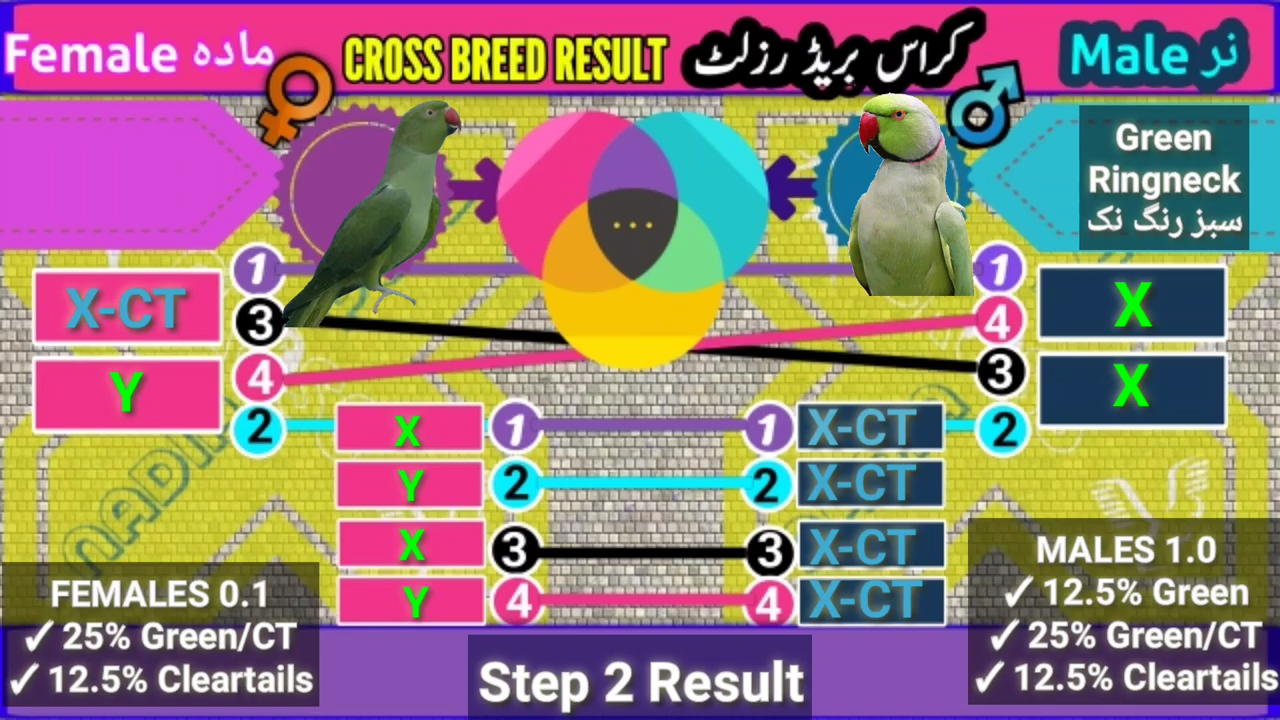 Female مادہ
CROSS BREED RESULT
کراس بریڈ رزلٹ
Male نر
Green
Ringneck
سبز رنگ نک
X-CT
Y
1
3
4
2
...
1
4
3
2
X
X
X 1 1 X-CT
Y 2 2 X-CT
X 3 3 X-CT
Y 4 4 X-CT
FEMALES 0.1
✓ 25% Green/CT
✓ 12.5% Cleartails
Step 2 Result
MALES 1.0
✓ 12.5% Green
✓ 25% Green/CT
✓ 12.5% Cleartails